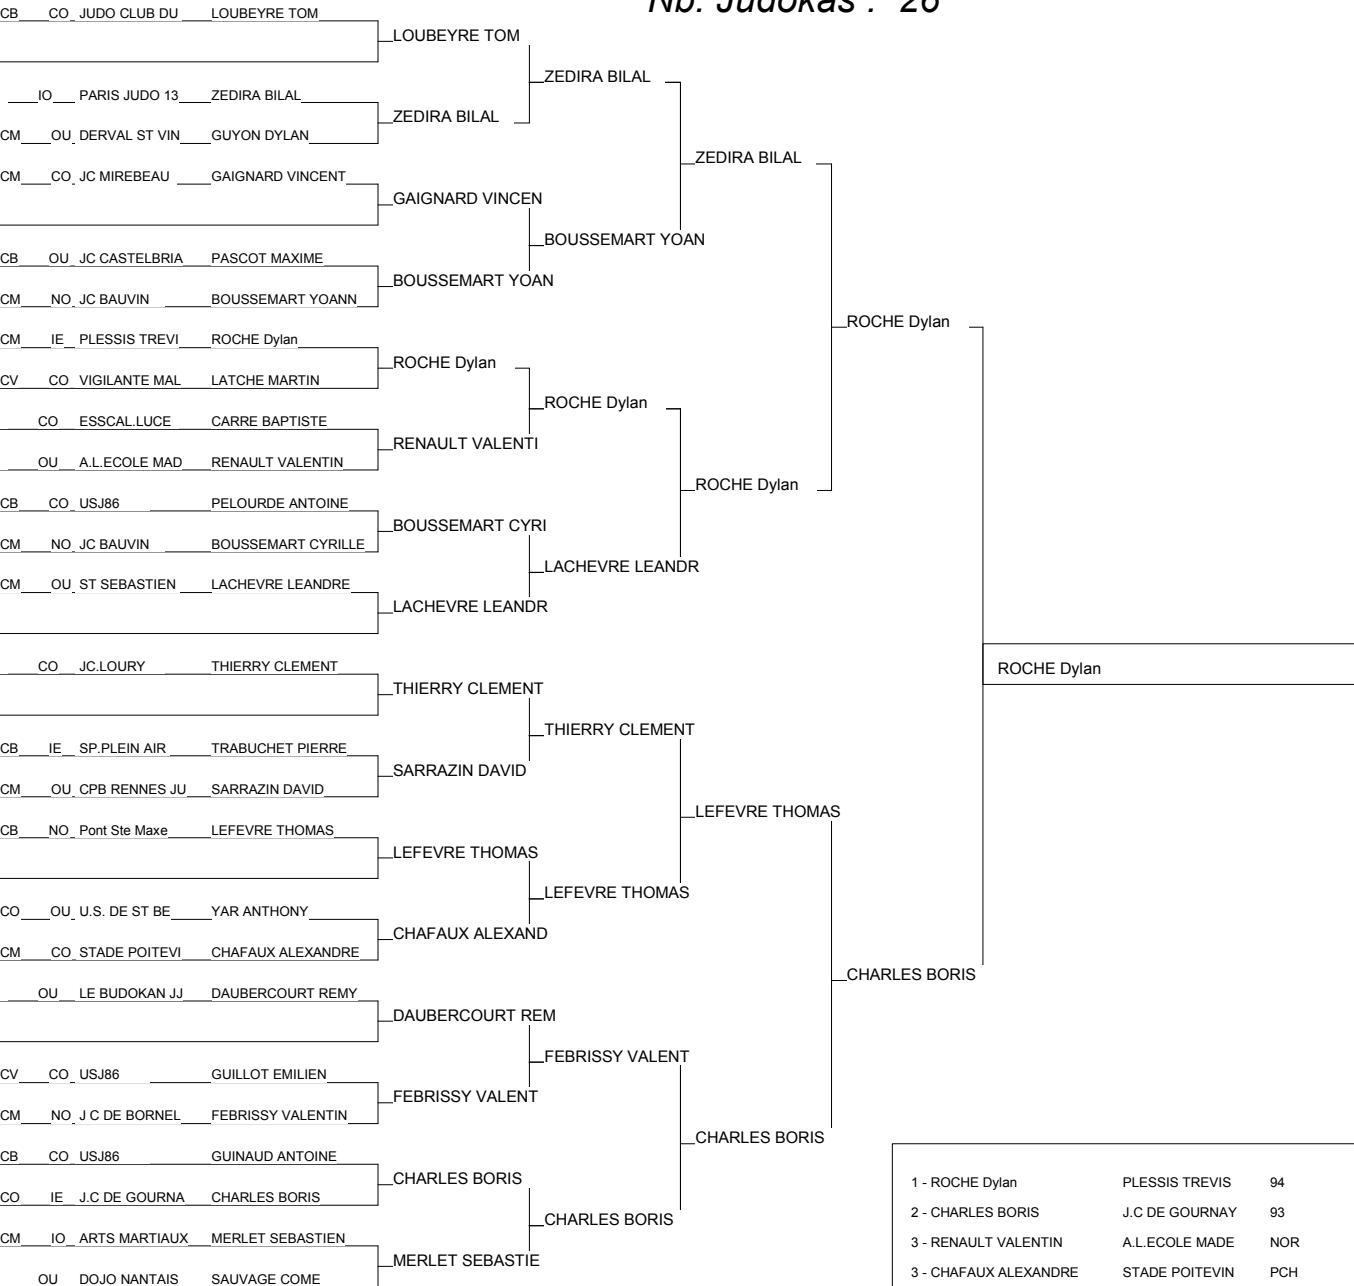 Nb. Judokas : 26
CB CO JUDO CLUB DU LOUBEYRE TOM
LOUBEYRE TOM
ZEDIRA BILAL
IO PARIS JUDO 13 ZEDIRA BILAL
ZEDIRA BILAL
CM OU DERVAL ST VIN GUYON DYLAN
ZEDIRA BILAL
CM CO JC MIREBEAU GAIGNARD VINCENT
GAIGNARD VINCEN
BOUSSEMART YOAN
CB OU JC CASTELBRIA PASCOT MAXIME
BOUSSEMART YOAN
CM NO JC BAUVIN BOUSSEMART YOANN
ROCHE Dylan
CM IE PLESSIS TREVI ROCHE Dylan
ROCHE Dylan
CV CO VIGILANTE MAL LATCHE MARTIN
ROCHE Dylan
CO ESSCAL.LUCE CARRE BAPTISTE
RENAULT VALENTI
OU A.L.ECOLE MAD RENAULT VALENTIN
ROCHE Dylan
CB CO USJ86 PELOURDE ANTOINE
BOUSSEMART CYRI
CM NO JC BAUVIN BOUSSEMART CYRILLE
LACHEVRE LEANDR
CM OU ST SEBASTIEN LACHEVRE LEANDRE
LACHEVRE LEANDR
CO JC.LOURY THIERRY CLEMENT
ROCHE Dylan
THIERRY CLEMENT
THIERRY CLEMENT
CB IE SP.PLEIN AIR TRABUCHET PIERRE
SARRAZIN DAVID
CM OU CPB RENNES JU SARRAZIN DAVID
LEFEVRE THOMAS
CB NO Pont Ste Maxe LEFEVRE THOMAS
LEFEVRE THOMAS
LEFEVRE THOMAS
CO OU U.S. DE ST BE YAR ANTHONY
CHAFAUX ALEXAND
CM CO STADE POITEVI CHAFAUX ALEXANDRE
CHARLES BORIS
OU LE BUDOKAN JJ DAUBERCOURT REMY
DAUBERCOURT REM
FEBRISSY VALENT
CV CO USJ86 GUILLOT EMILIEN
FEBRISSY VALENT
CM NO J C DE BORNEL FEBRISSY VALENTIN
CHARLES BORIS
CB CO USJ86 GUINAUD ANTOINE
CHARLES BORIS
CO IE J.C DE GOURNA CHARLES BORIS
CHARLES BORIS
CM IO ARTS MARTIAUX MERLET SEBASTIEN
MERLET SEBASTIE
OU DOJO NANTAIS SAUVAGE COME
1 - ROCHE Dylan PLESSIS TREVIS 94
2 - CHARLES BORIS J.C DE GOURNAY 93
3 - RENAULT VALENTIN A.L.ECOLE MADE NOR
3 - CHAFAUX ALEXANDRE STADE POITEVIN PCH